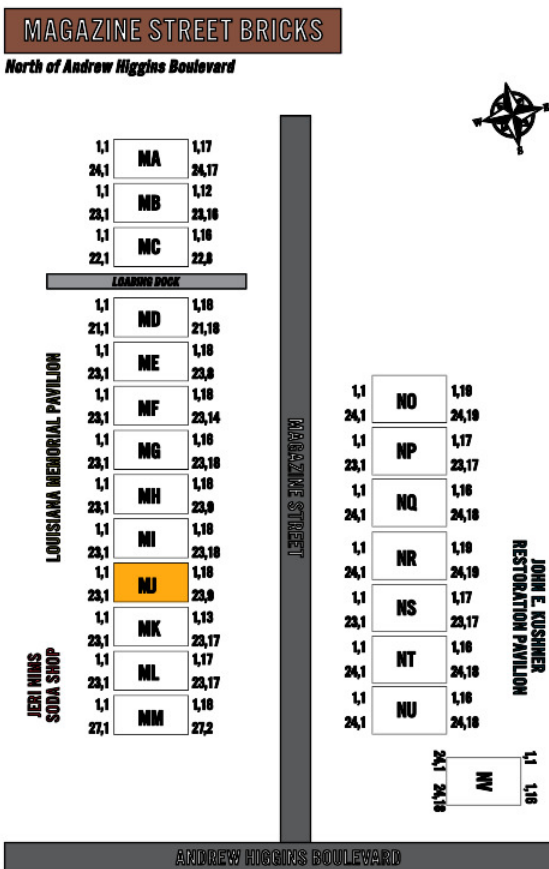 MAGAZINE STREET BRICKS
North of Andrew Higgins Boulevard
N
W E
S
1,1 MA 1,17
24,1 24,17
1,1 MB 1,12
23,1 23,16
1,1 MC 1,16
22,1 22,8
LOADING DOCK
1,1 MD 1,18
21,1 21,18
1,1 ME 1,18
23,1 23,8
1,1 MF 1,18
23,1 23,14
1,1 MG 1,16
23,1 23,18
1,1 MH 1,18
23,1 23,9
1,1 MI 1,18
23,1 23,18
1,1 MJ 1,18
23,1 23,9
1,1 MK 1,13
23,1 23,17
1,1 ML 1,17
23,1 23,17
1,1 MM 1,18
27,1 27,2
LOUISIANA MEMORIAL PAVILION
JERI NIMS
SODA SHOP
MAGAZINE STREET
1,1 NO 1,19
24,1 24,19
1,1 NP 1,17
23,1 23,17
1,1 NQ 1,16
24,1 24,18
1,1 NR 1,19
24,1 24,19
1,1 NS 1,17
23,1 23,17
1,1 NT 1,16
24,1 24,18
1,1 NU 1,16
24,1 24,18
JOHN E. KUSHNER
RESTORATION PAVILION
1,1 NV 1,16
24,1 24,18
ANDREW HIGGINS BOULEVARD